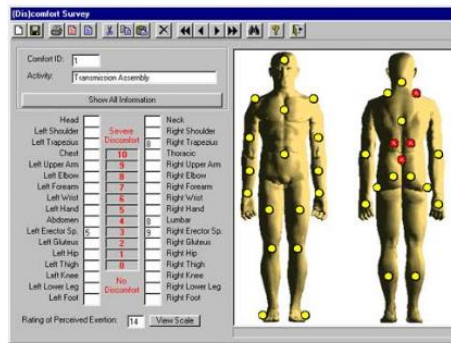 (Dis)comfort Survey
Comfort ID: 1
Activity: Transmission Assembly
Show All Information
Head Neck
Left Shoulder Severe Right Shoulder
Left Trapezius Discomfort 8 Right Trapezius
Chest 10 Thoracic
Left Upper Arm 9 Right Upper Arm
Left Elbow 8 Right Elbow
Left Forearm 7 Right Forearm
Left Wrist 6 Right Wrist
Left Hand 5 Right Hand
Abdomen 4 8 Lumbar
Left Erector Sp. 5 3 9 Right Erector Sp.
Left Gluteus 2 Right Gluteus
Left Hip 1 Right Hip
Left Thigh 0 Right Thigh
Left Knee No Right Knee
Left Lower Leg Discomfort Right Lower Leg
Left Foot Right Foot
Rating of Perceived Exertion: 14 View Scale